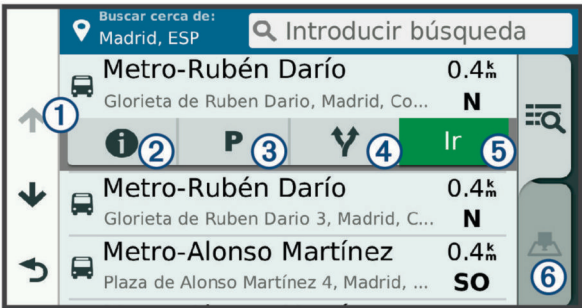 Buscar cerca de:
Madrid, ESP
Introducir búsqueda
Metro-Rubén Darío 0.4km
Glorieta de Ruben Dario, Madrid, Co... N
1
2 P 3 4 Ir 5
Metro-Rubén Darío 0.4km
Glorieta de Ruben Dario 3, Madrid, C... N
Metro-Alonso Martínez 0.4km
Plaza de Alonso Martínez 4, Madrid, ... SO
6